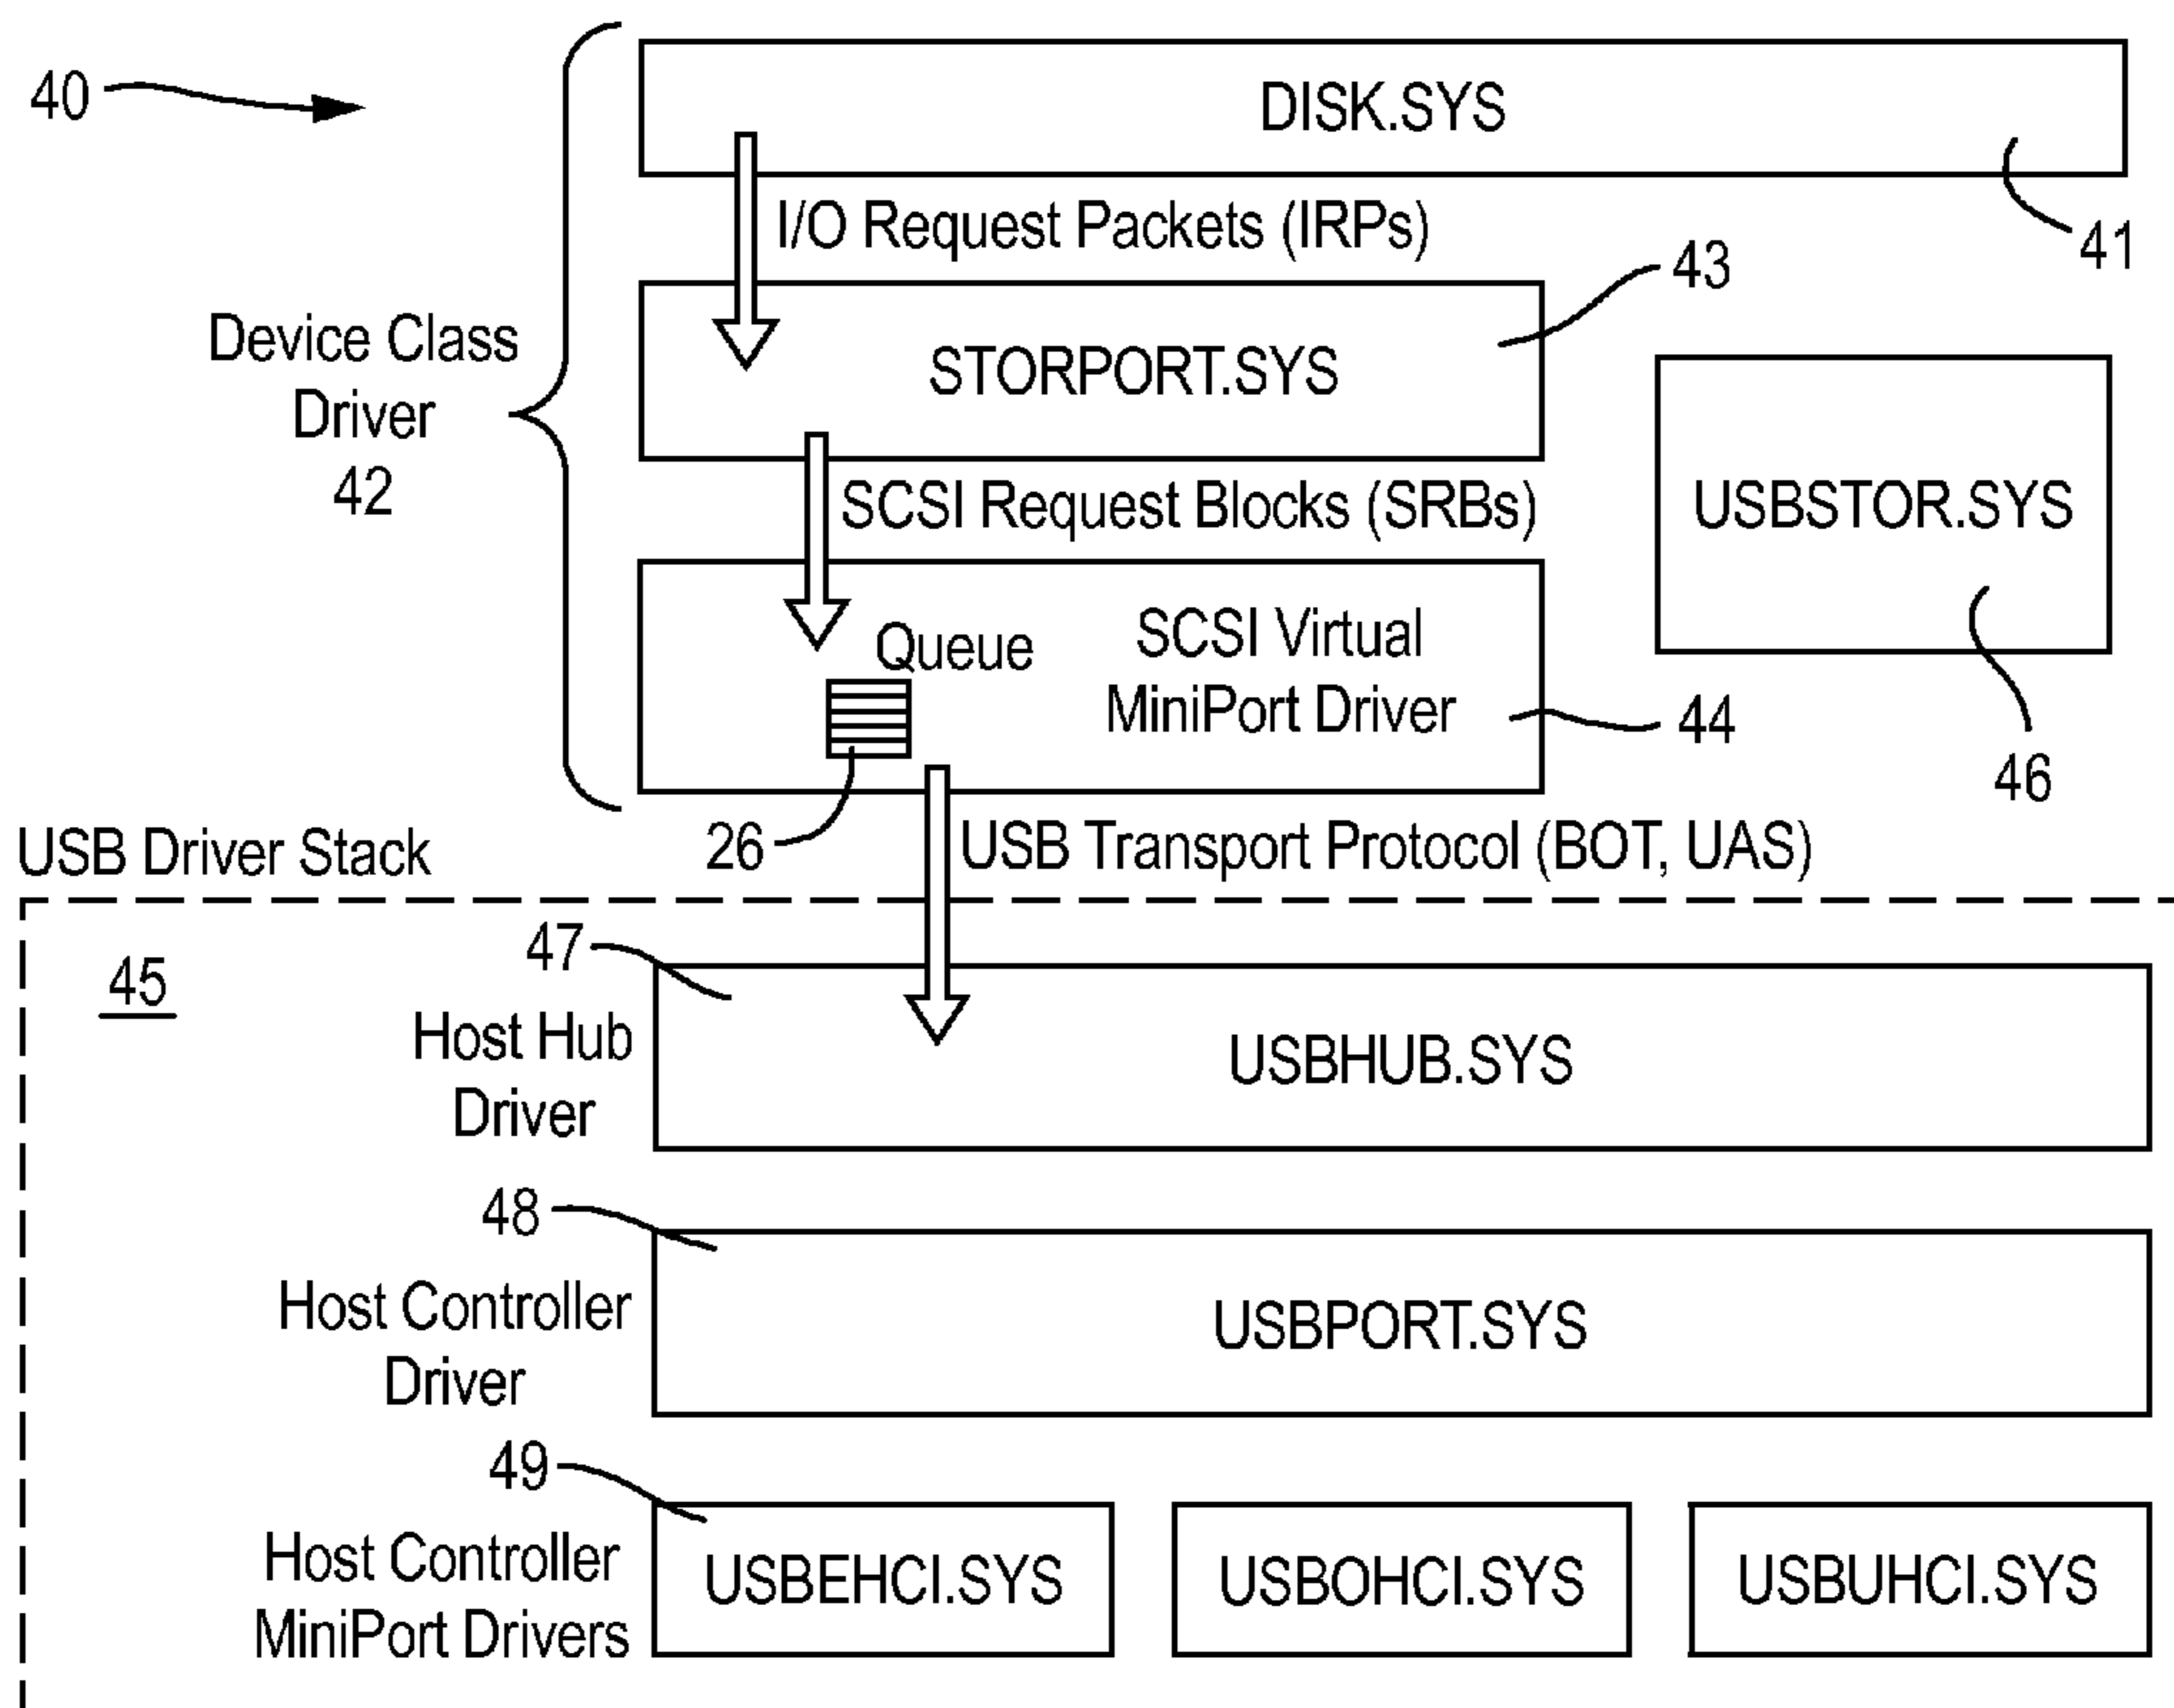 40
DISK.SYS
I/O Request Packets (IRPs)
41
43
Device Class
Driver
42
STORPORT.SYS
SCSI Request Blocks (SRBs)
USBSTOR.SYS
Queue
SCSI Virtual
MiniPort Driver
44
46
26
USB Transport Protocol (BOT, UAS)
USB Driver Stack
45
47
Host Hub
Driver
USBHUB.SYS
48
Host Controller
Driver
USBPORT.SYS
49
Host Controller
MiniPort Drivers
USBEHCI.SYS
USBOHCI.SYS
USBUHCI.SYS